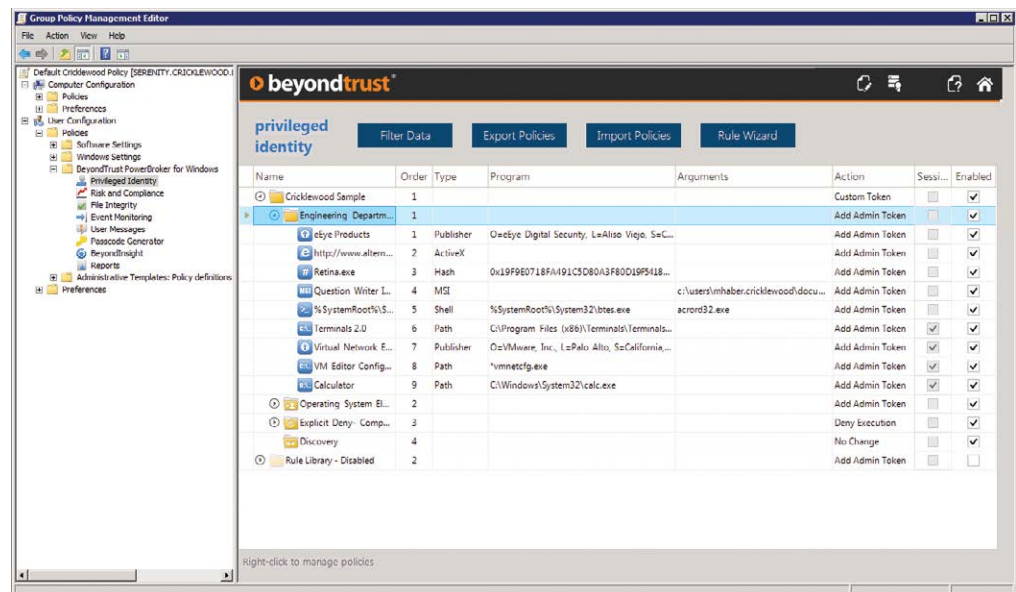 Group Policy Management Editor
File Action View Help
Default Cricklewood Policy [SERENITY.CRICKLEWOOD.
Computer Configuration
Policies
Preferences
User Configuration
Policies
Software Settings
Windows Settings
BeyondTrust PowerBroker for Windows
Privileged Identity
Risk and Compliance
File Integrity
Event Monitoring
User Messages
Passcode Generator
BeyondInsight
Reports
Administrative Templates: Policy definitions
Preferences
beyondtrust®
privileged identity
Filter Data Export Policies Import Policies Rule Wizard
Name Order Type Program Arguments Action Sessi... Enabled
Cricklewood Sample 1 Custom Token
Engineering Departm... 1 Add Admin Token
eEye Products 1 Publisher O=eEye Digital Security, L=Aliso Viejo, S=C... Add Admin Token
http://www.altern... 2 ActiveX Add Admin Token
Retina.exe 3 Hash Add Admin Token
Question Writer I... 4 MSI c:\users\mhaber.cricklewood\docu... Add Admin Token
%SystemRoot%\S... 5 Shell %SystemRoot%\System32\btes.exe acrord32.exe Add Admin Token
Terminals 2.0 6 Path C:\Program Files (x86)\Terminals\Terminals... Add Admin Token
Virtual Network E... 7 Publisher O=VMware, Inc., L=Palo Alto, S=California,... Add Admin Token
VM Editor Config... 8 Path *vmnetcfg.exe Add Admin Token
Calculator 9 Path C:\Windows\System32\calc.exe Add Admin Token
Operating System El... 2 Add Admin Token
Explicit Deny- Comp... 3 Deny Execution
Discovery 4 No Change
Rule Library - Disabled 2 Add Admin Token
Right-click to manage policies